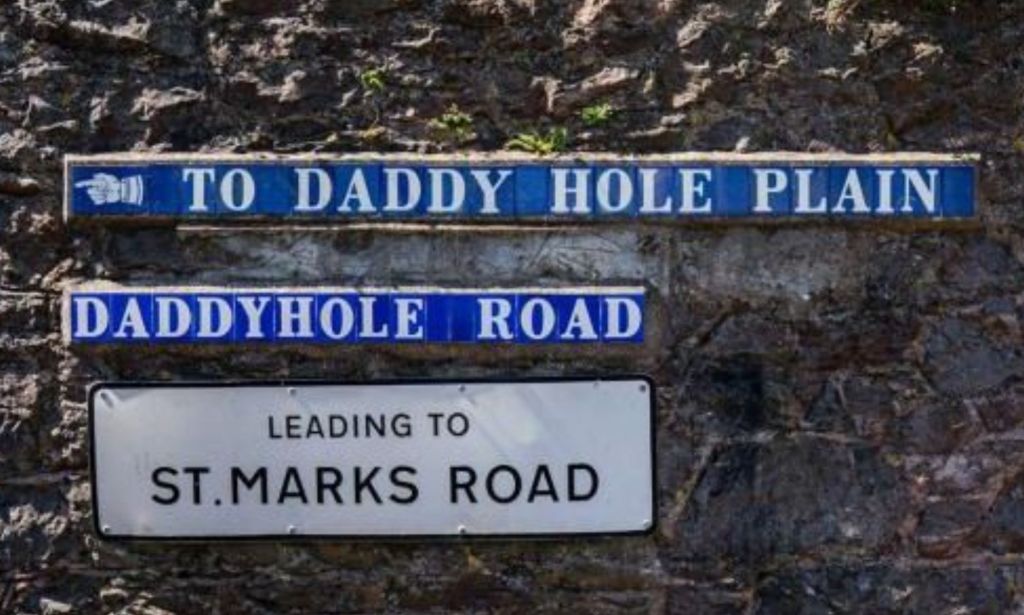 TO DADDY HOLE PLAIN
DADDYHOLE ROAD
LEADING TO
ST. MARKS ROAD